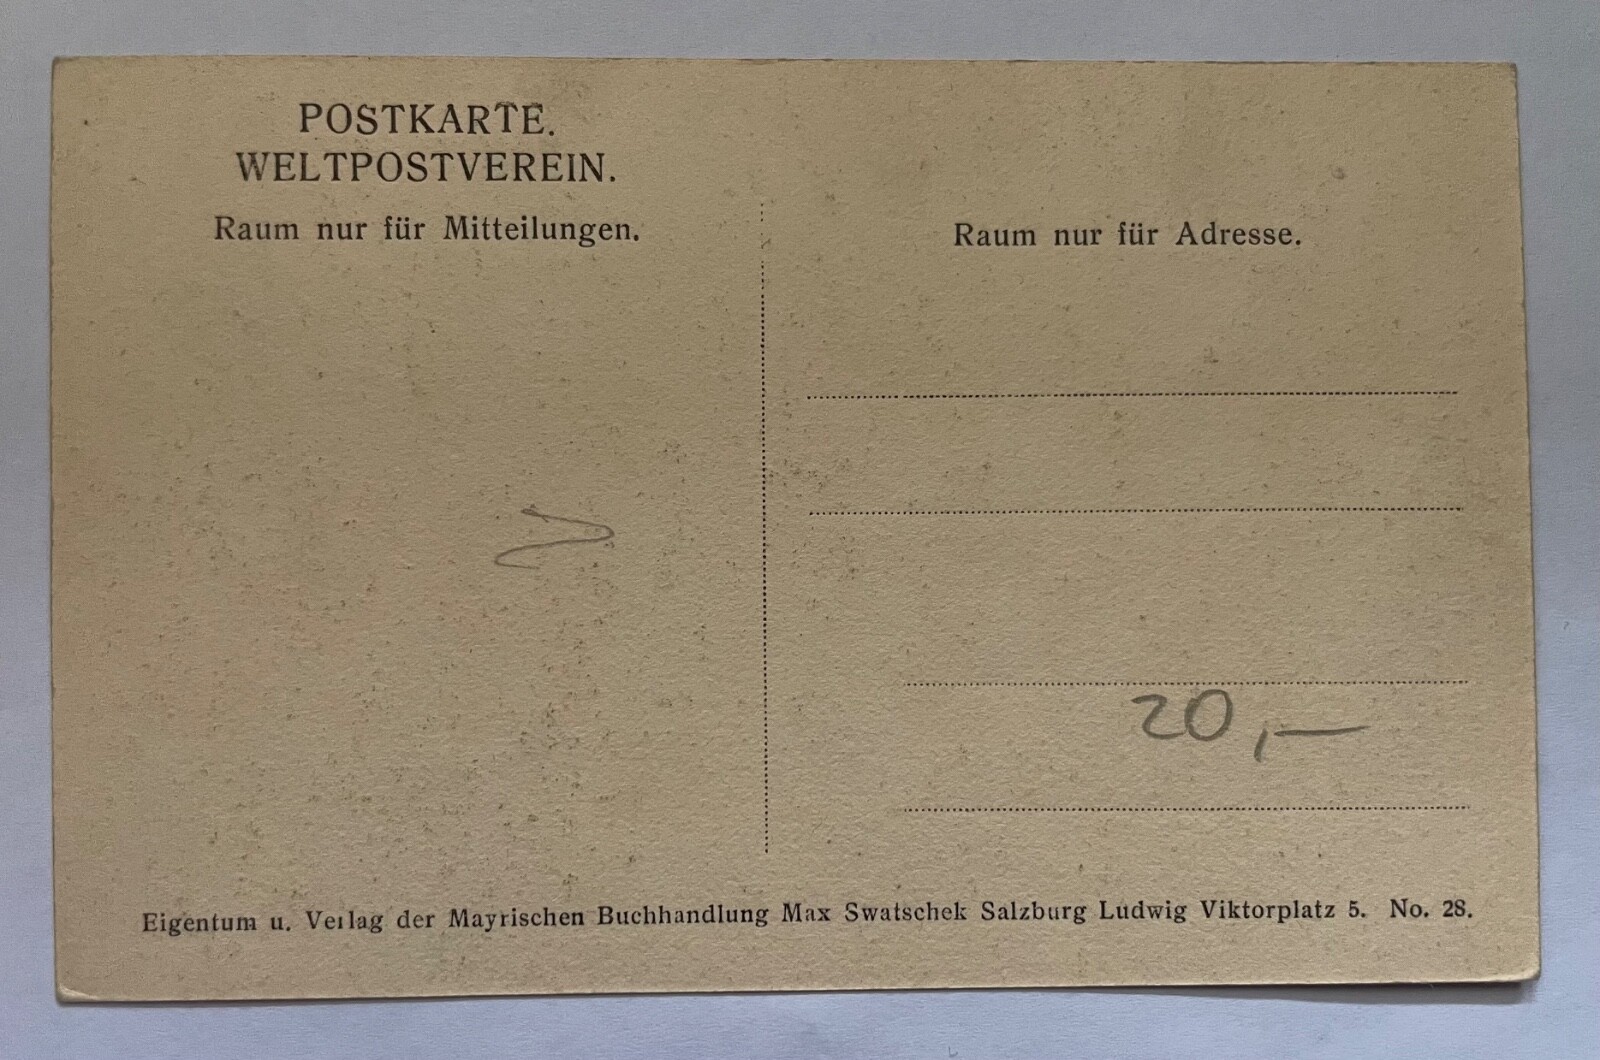 POSTKARTE.
WELTPOSTVEREIN.
Raum nur für Mitteilungen.
Raum nur für Adresse.
20,—
Eigentum u. Verlag der Mayrischen Buchhandlung Max Swatschek Salzburg Ludwig Viktorplatz 5. No. 28.